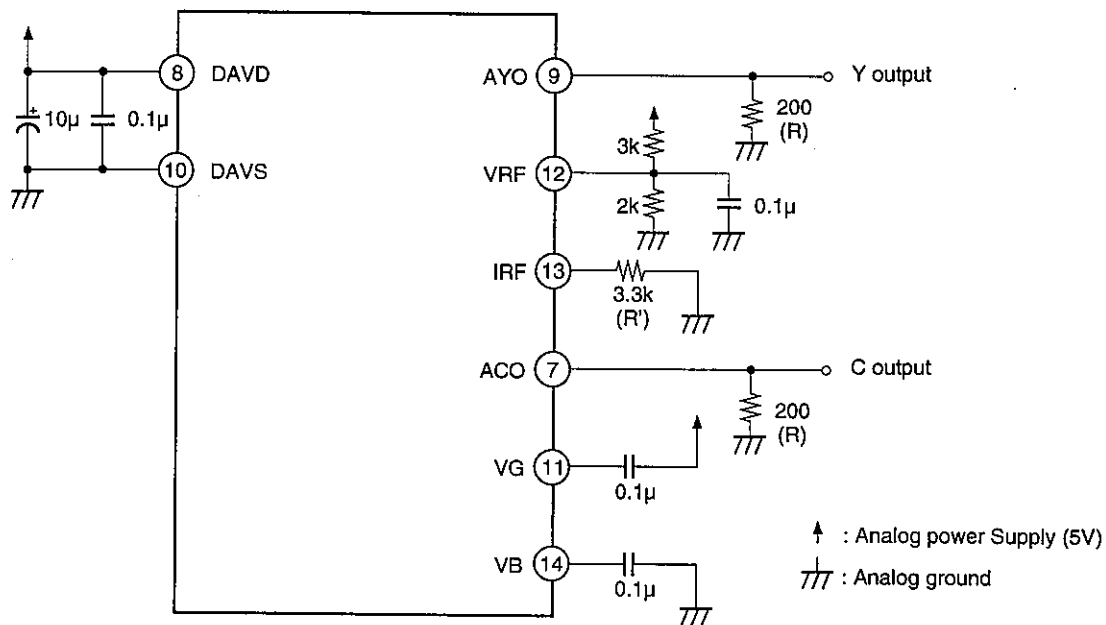 8 DAVD
AYO 9
Y output
10µ
+
0.1µ
200
(R)
3k
10 DAVS
VRF 12
2k
0.1µ
IRF 13
3.3k
(R')
ACO 7
C output
200
(R)
VG 11
0.1µ
: Analog power Supply (5V)
VB 14
0.1µ
: Analog ground